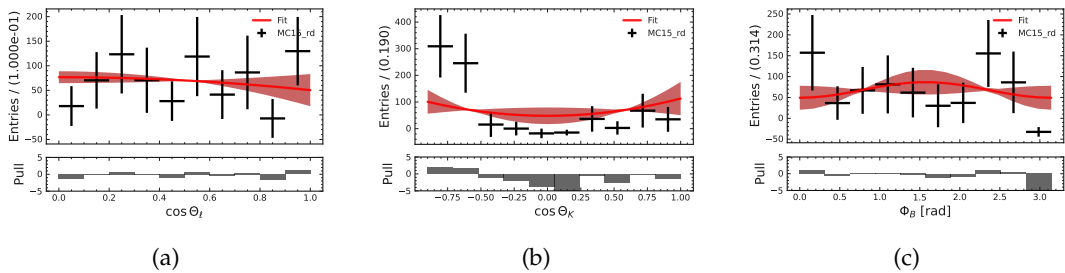 Entries / (1.000e-01)
200
150
100
50
0
50
Fit
MC15_rd
Pull
5
0
−5
0.0 0.2 0.4 0.6 0.8 1.0
cos Θℓ
(a)
Entries / (0.190)
400
300
200
100
0
Fit
MC15_rd
Pull
5
0
−5
−0.75 −0.50 −0.25 0.00 0.25 0.50 0.75 1.00
cos Θ_K
(b)
Entries / (0.314)
250
200
150
100
50
0
50
Fit
MC15_rd
Pull
5
0
−5
0.0 0.5 1.0 1.5 2.0 2.5 3.0
Φ_B [rad]
(c)